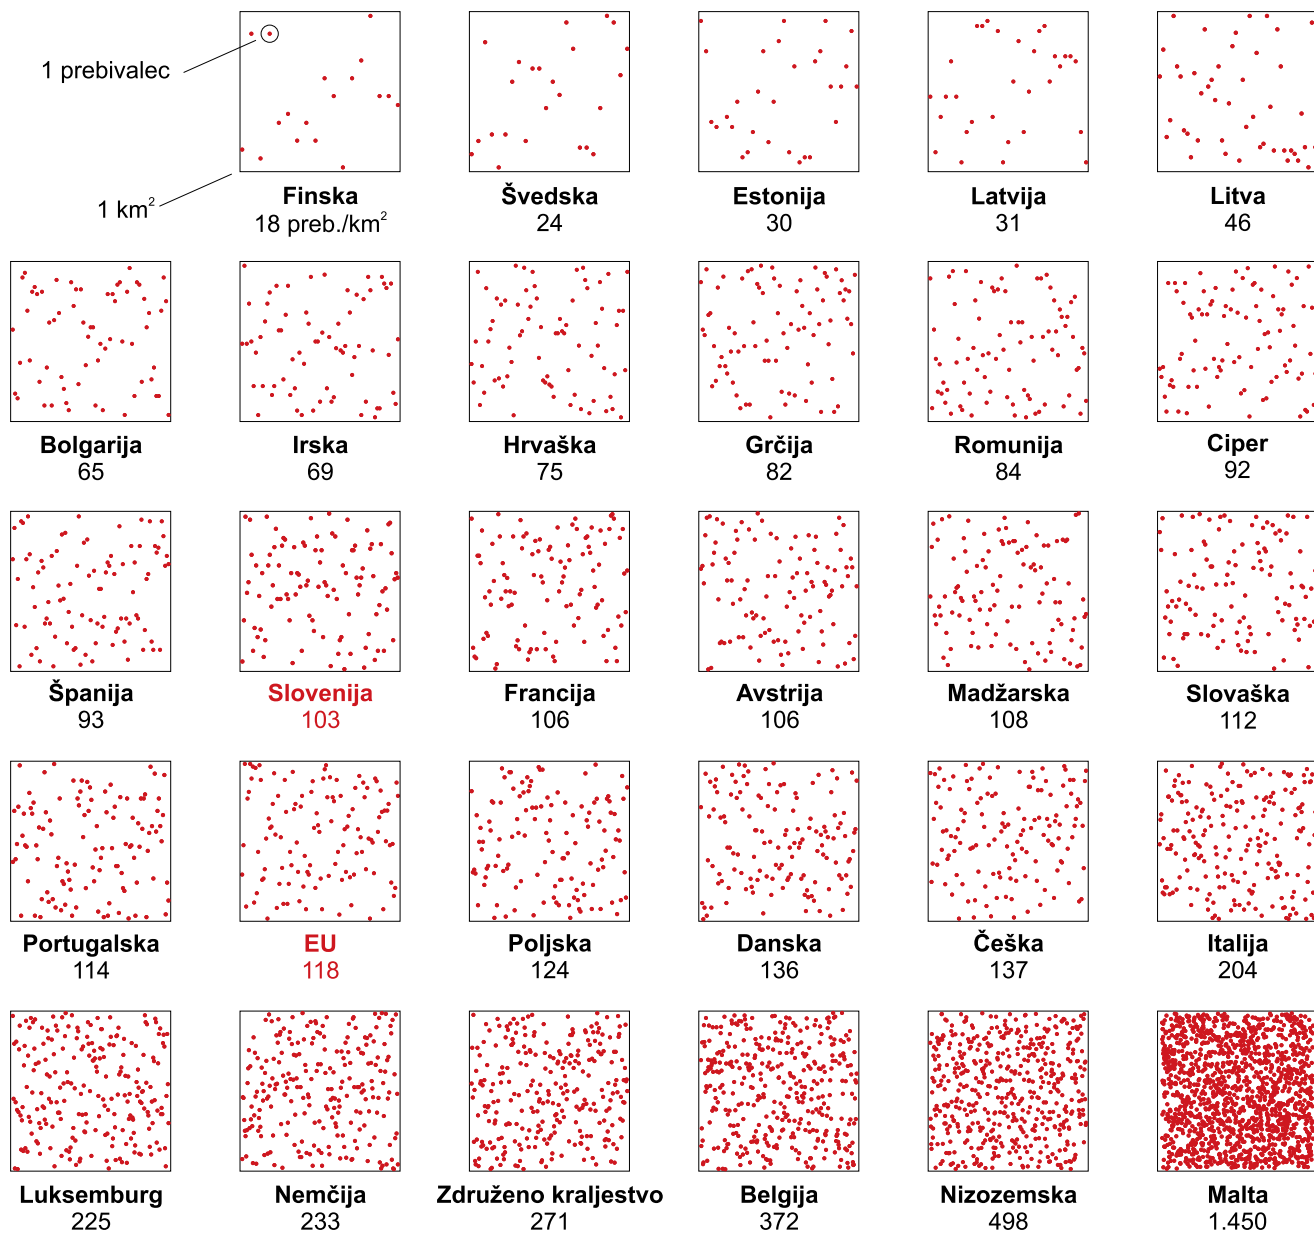 1 prebivalec
1 km²
Finska
18 preb./km²
Švedska
24
Estonija
30
Latvija
31
Litva
46
Bolgarija
65
Irska
69
Hrvaška
75
Grčija
82
Romunija
84
Ciper
92
Španija
93
Slovenija
103
Francija
106
Avstrija
106
Madžarska
108
Slovaška
112
Portugalska
114
EU
118
Poljska
124
Danska
136
Češka
137
Italija
204
Luksemburg
225
Nemčija
233
Združeno kraljestvo
271
Belgija
372
Nizozemska
498
Malta
1.450